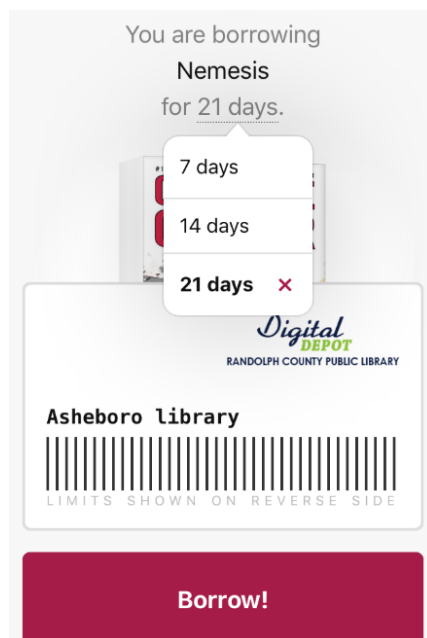 You are borrowing
Nemesis
for 21 days.
7 days
14 days
21 days ×
Digital
DEPOT
RANDOLPH COUNTY PUBLIC LIBRARY
Asheboro library
LIMITS SHOWN ON REVERSE SIDE
Borrow!